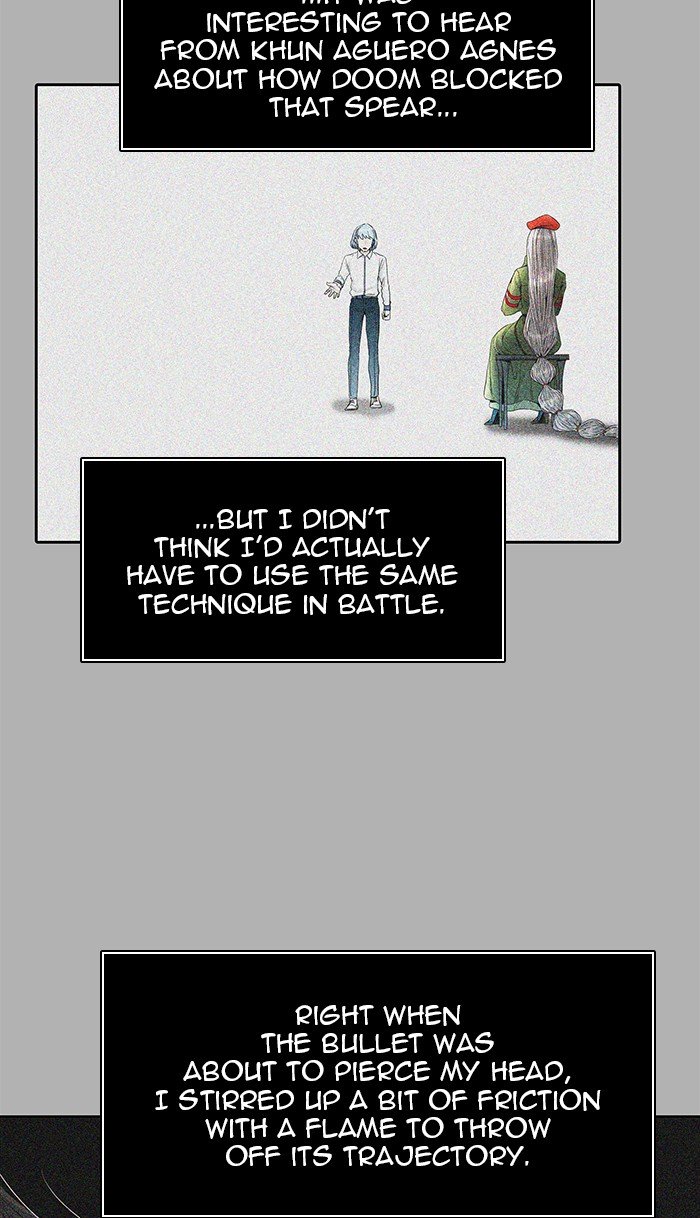 WAS
INTERESTING TO HEAR
FROM KHUN AGUERO AGNES
ABOUT HOW DOOM BLOCKED
THAT SPEAR...
...BUT I DIDN'T
THINK I'D ACTUALLY
HAVE TO USE THE SAME
TECHNIQUE IN BATTLE.
RIGHT WHEN
THE BULLET WAS
ABOUT TO PIERCE MY HEAD,
I STIRRED UP A BIT OF FRICTION
WITH A FLAME TO THROW
OFF ITS TRAJECTORY.